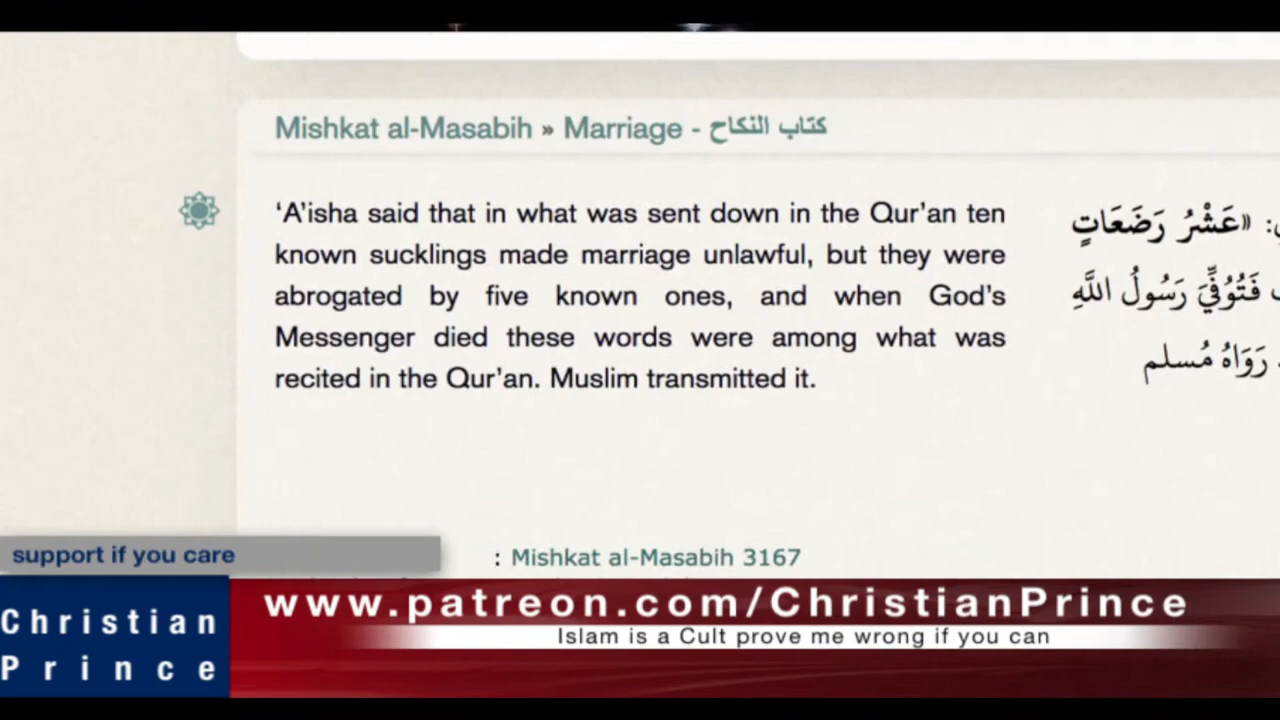 Mishkat al-Masabih » Marriage - كتاب النكاح
‘A’isha said that in what was sent down in the Qur’an ten
known sucklings made marriage unlawful, but they were
abrogated by five known ones, and when God’s
Messenger died these words were among what was
recited in the Qur’an. Muslim transmitted it.
: «عَشْرُ رَضَعَاتٍ
فَتُوُفِّيَ رَسُولُ اللَّهِ
رَوَاهُ مُسلم
: Mishkat al-Masabih 3167
support if you care
Christian
Prince
www.patreon.com/ChristianPrince
Islam is a Cult prove me wrong if you can